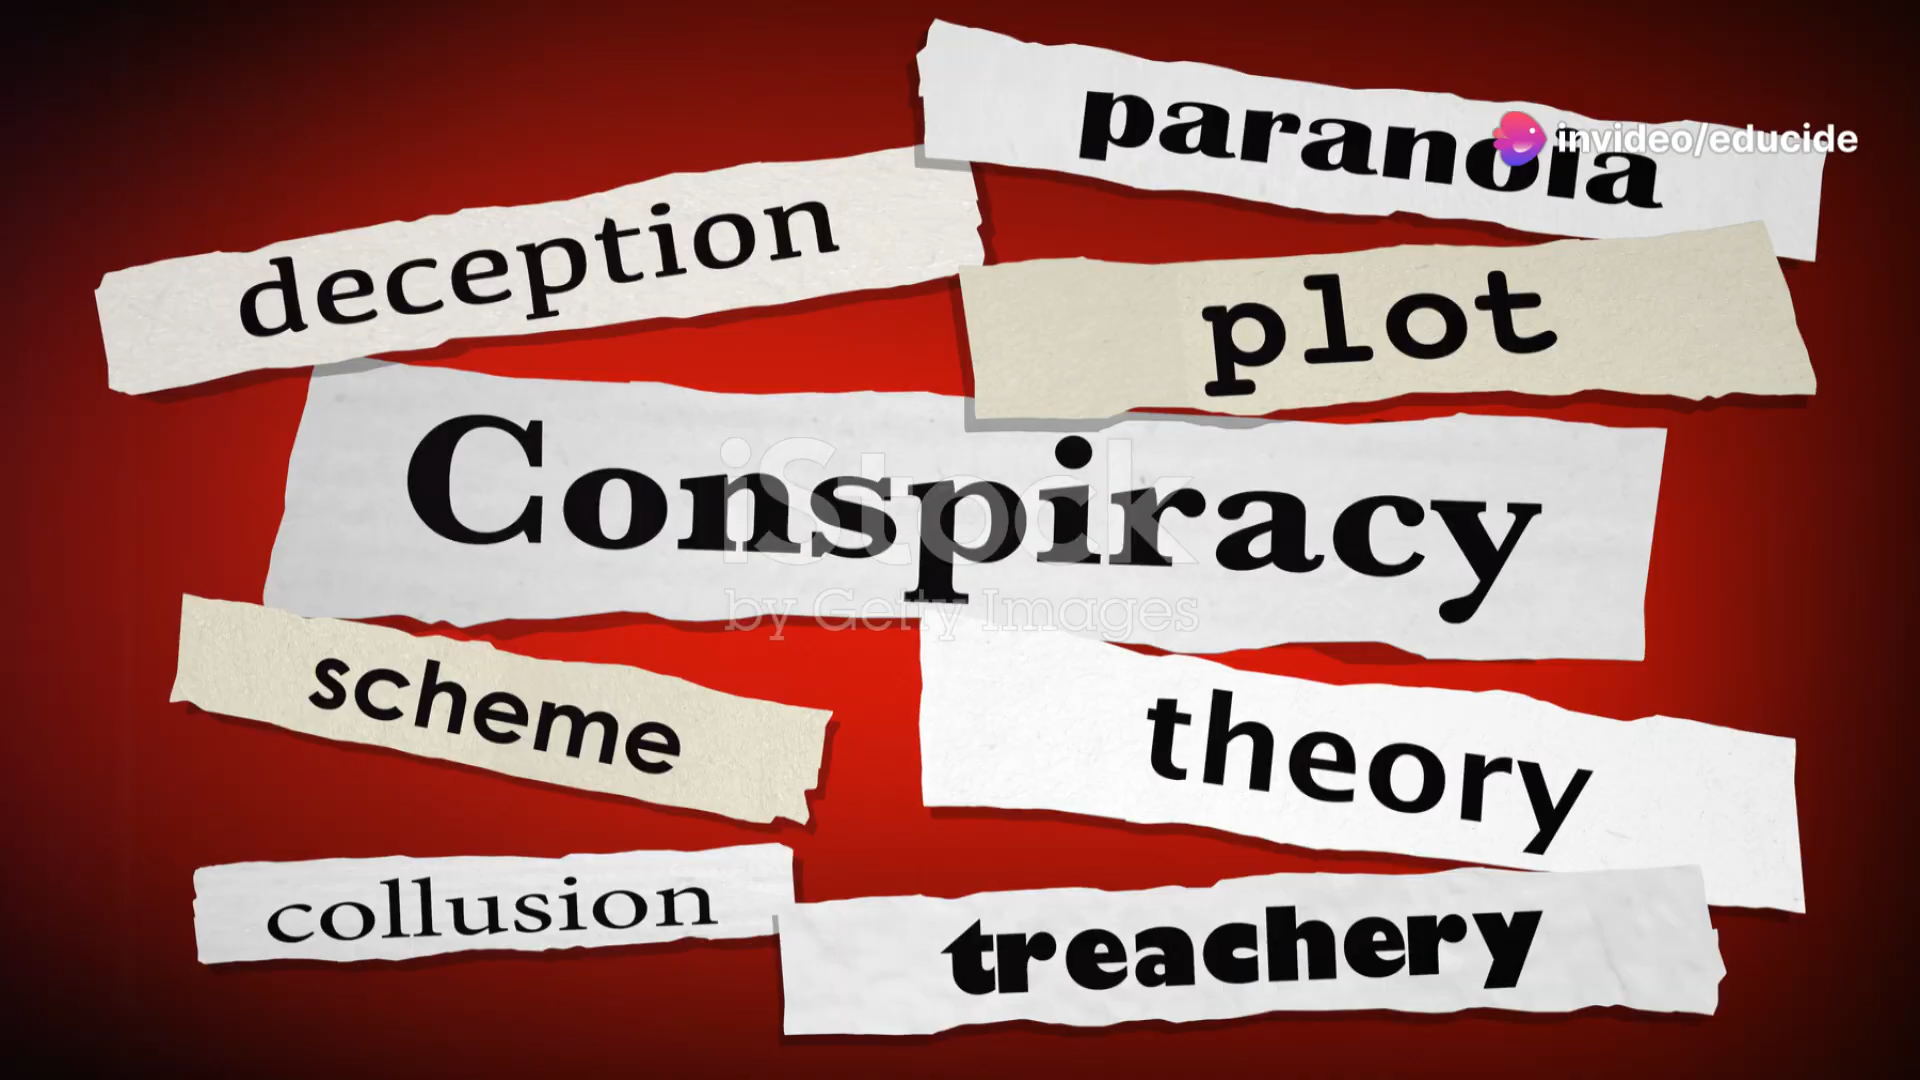 paranoia
invideo/educide
deception
plot
Conspiracy
iStock
by Getty Images
scheme
theory
collusion
treachery